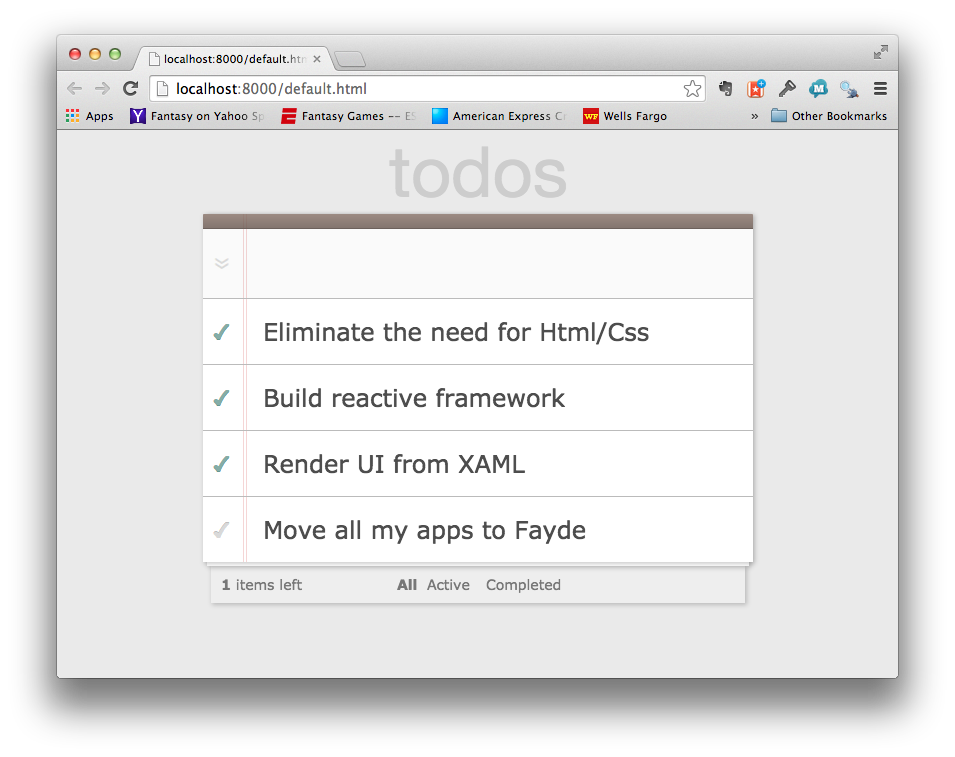 localhost:8000/default.htm
localhost:8000/default.html
Apps Fantasy on Yahoo Sp Fantasy Games -- ES American Express Cr Wells Fargo » Other Bookmarks
todos
Eliminate the need for Html/Css
Build reactive framework
Render UI from XAML
Move all my apps to Fayde
1 items left All Active Completed